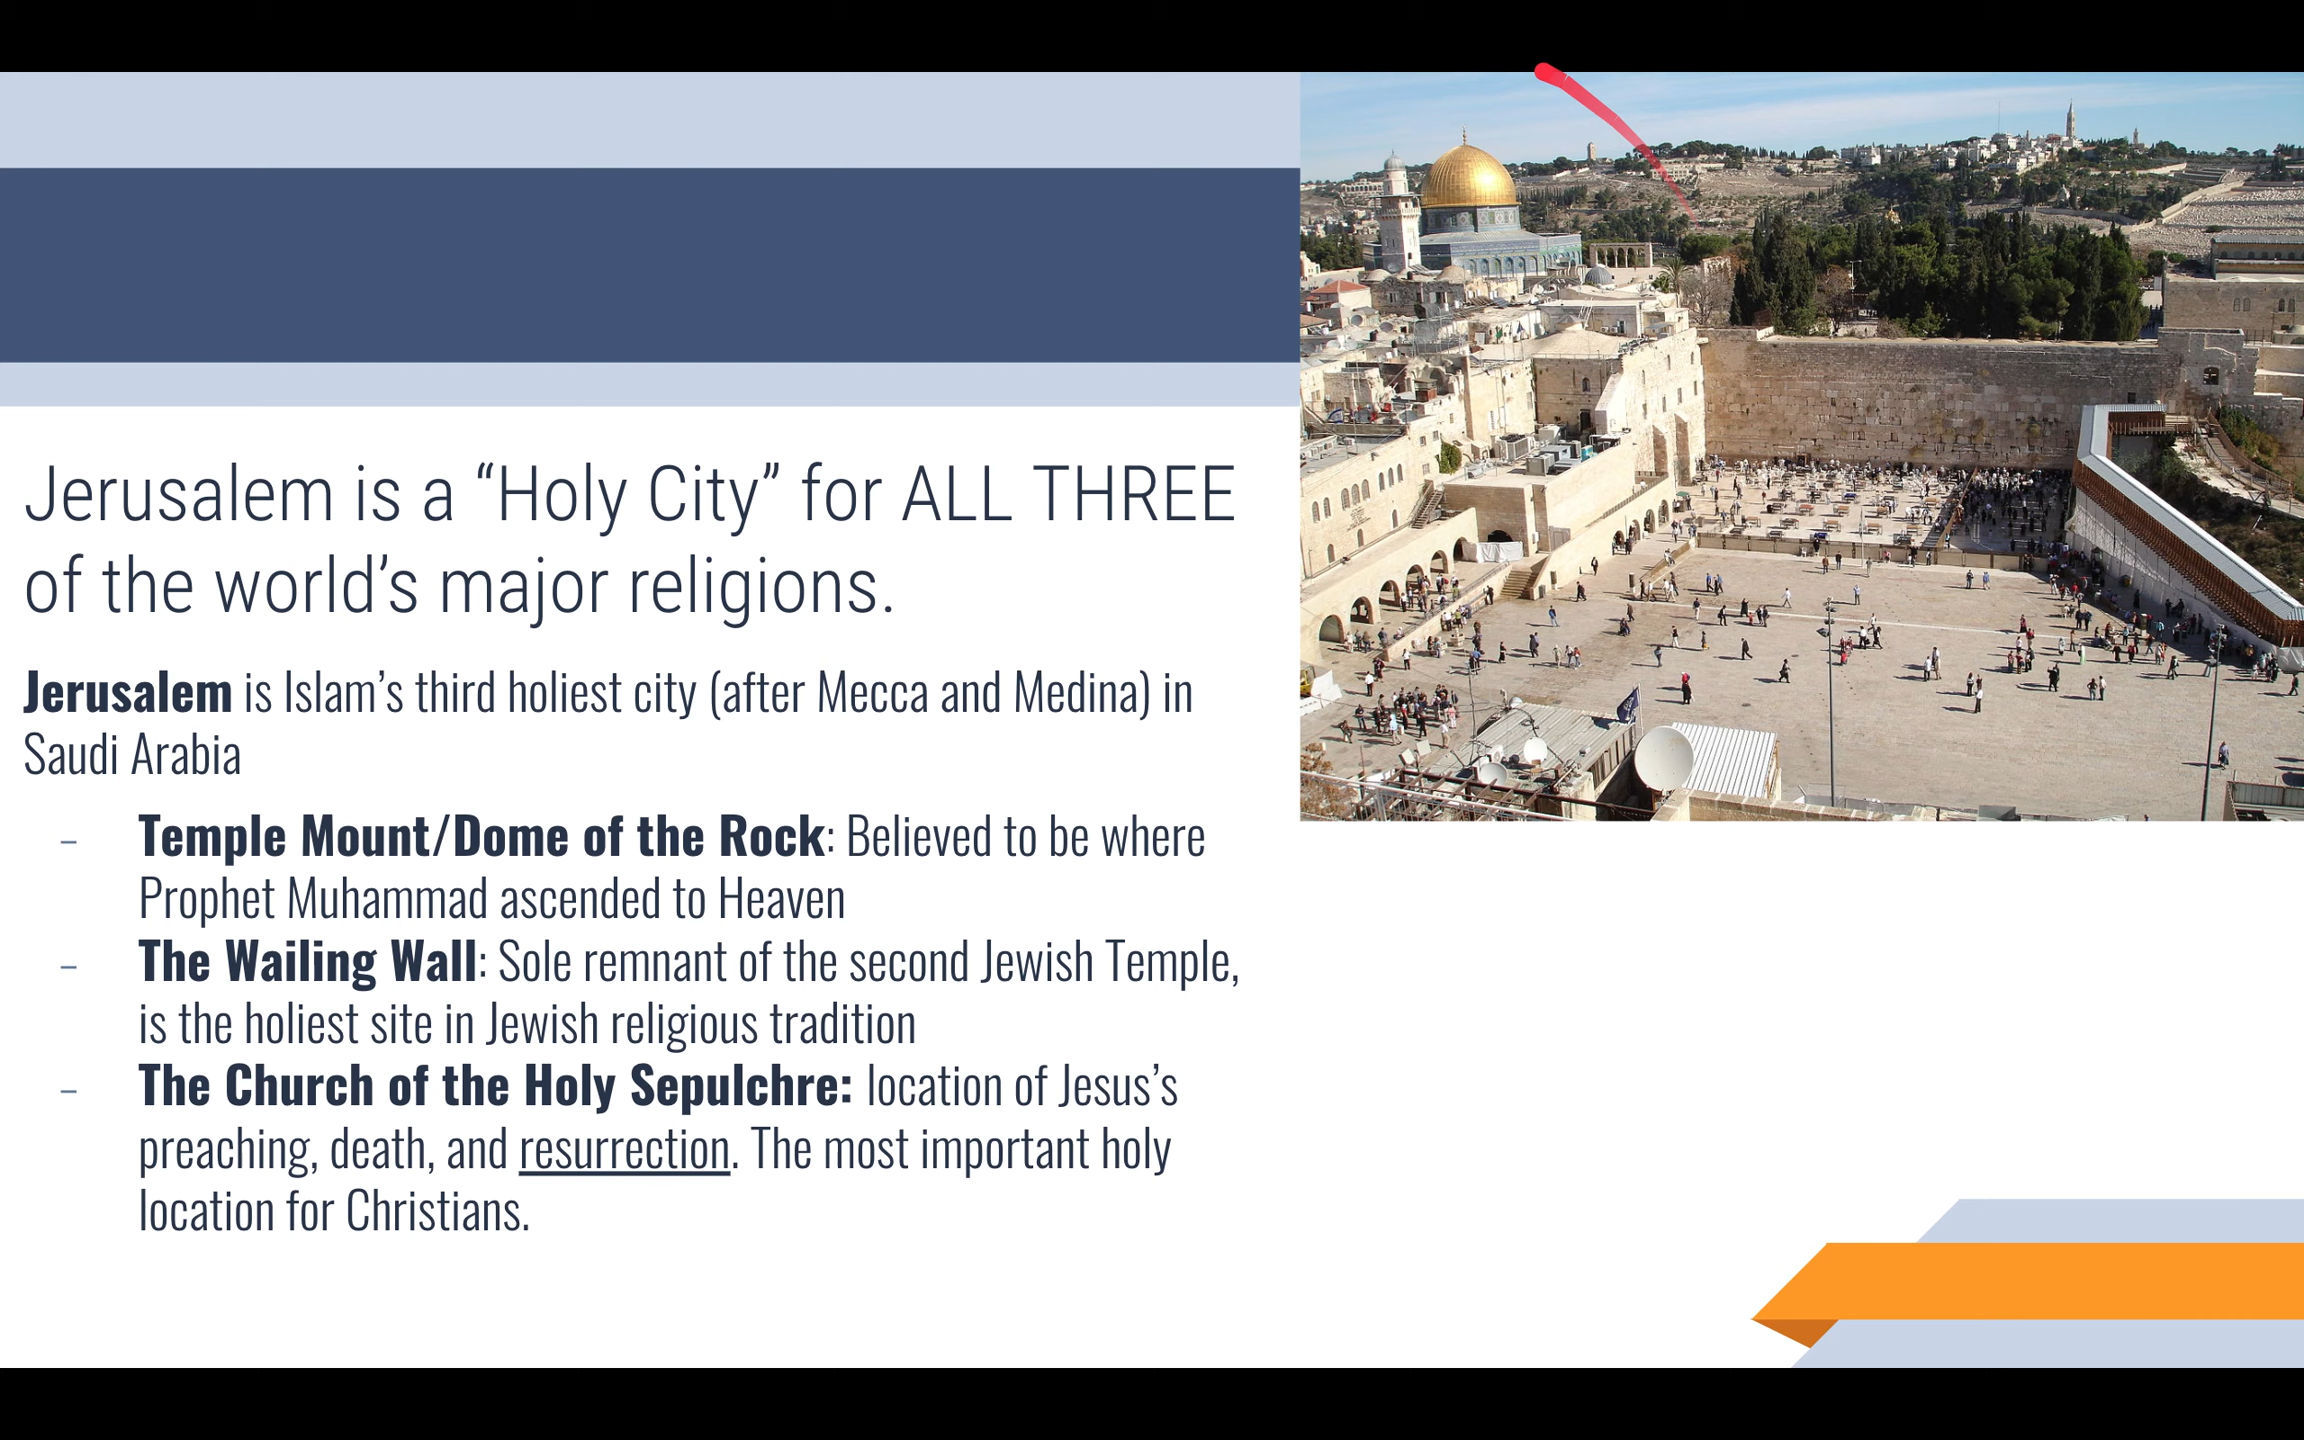 Jerusalem is a “Holy City” for ALL THREE
of the world’s major religions.
Jerusalem is Islam’s third holiest city (after Mecca and Medina) in
Saudi Arabia
- Temple Mount/Dome of the Rock: Believed to be where
Prophet Muhammad ascended to Heaven
- The Wailing Wall: Sole remnant of the second Jewish Temple,
is the holiest site in Jewish religious tradition
- The Church of the Holy Sepulchre: location of Jesus’s
preaching, death, and resurrection. The most important holy
location for Christians.